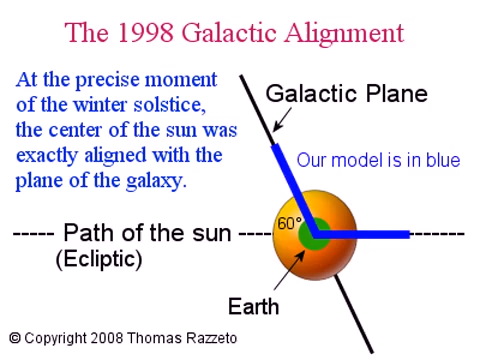 The 1998 Galactic Alignment
At the precise moment
of the winter solstice,
the center of the sun was
exactly aligned with the
plane of the galaxy.
Galactic Plane
Our model is in blue
60°
----- Path of the sun ----- -------
(Ecliptic)
Earth
© Copyright 2008 Thomas Razzeto